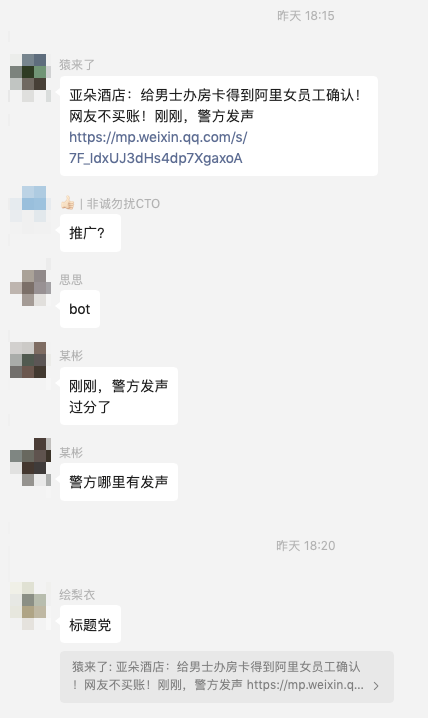 昨天 18:15
猿来了
亚朵酒店：给男士办房卡得到阿里女员工确认！
网友不买账！刚刚，警方发声
https://mp.weixin.qq.com/s/
7F_ldxUJ3dHs4dp7XgaxoA
👍🏻 | 非诚勿扰CTO
推广？
思思
bot
某彬
刚刚，警方发声
过分了
某彬
警方哪里有发声
昨天 18:20
绘梨衣
标题党
猿来了: 亚朵酒店：给男士办房卡得到阿里女员工确认
！网友不买账！刚刚，警方发声 https://mp.weixin.q...